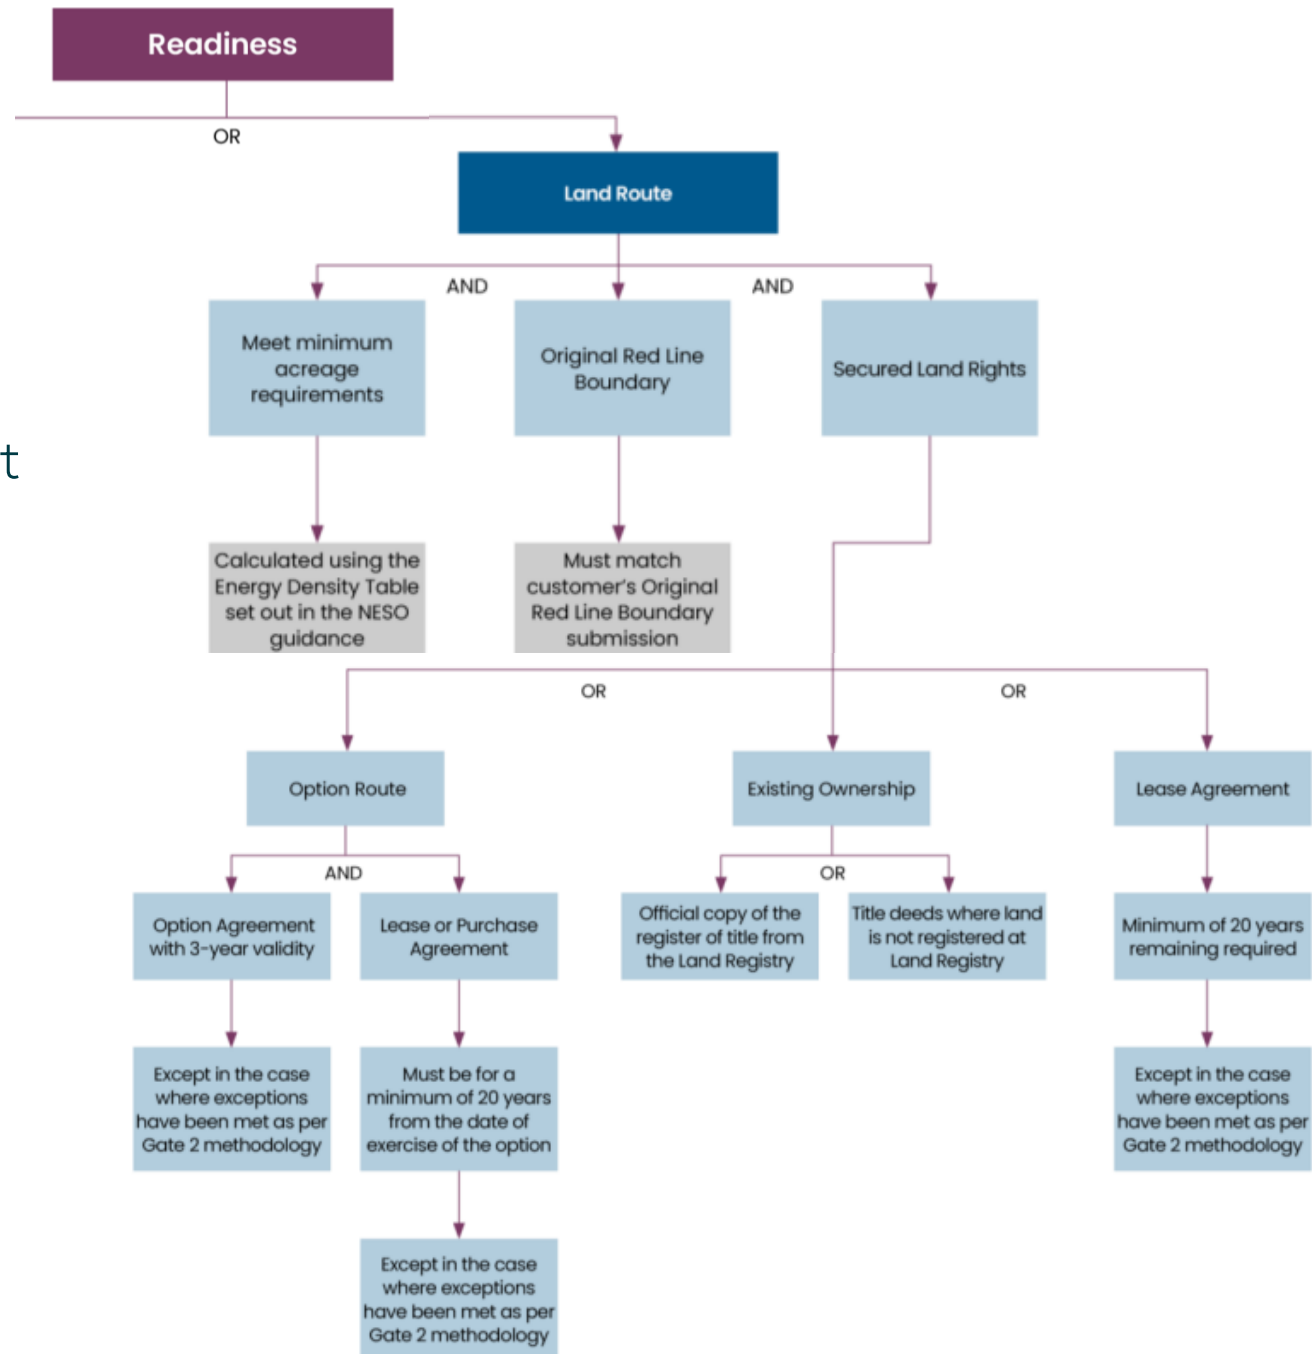 Readiness
OR
Land Route
AND
AND
Meet minimum
acreage
requirements
Original Red Line
Boundary
Secured Land Rights
t
Calculated using the
Energy Density Table
set out in the NESO
guidance
Must match
customer's Original
Red Line Boundary
submission
OR
OR
Option Route
Existing Ownership
Lease Agreement
AND
OR
Option Agreement
with 3-year validity
Lease or Purchase
Agreement
Official copy of the
register of title from
the Land Registry
Title deeds where land
is not registered at
Land Registry
Minimum of 20 years
remaining required
Except in the case
where exceptions
have been met as per
Gate 2 methodology
Must be for a
minimum of 20 years
from the date of
exercise of the option
Except in the case
where exceptions
have been met as per
Gate 2 methodology
Except in the case
where exceptions
have been met as per
Gate 2 methodology